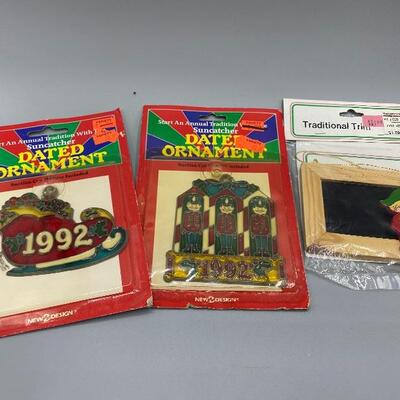 Start An Annual Tradition With
Suncatcher
DATED
ORNAMENT
1992
NEW DESIGN
Start An Annual Tradition
Suncatcher
DATED
ORNAMENT
1992
NEW DESIGN
Traditional Trim